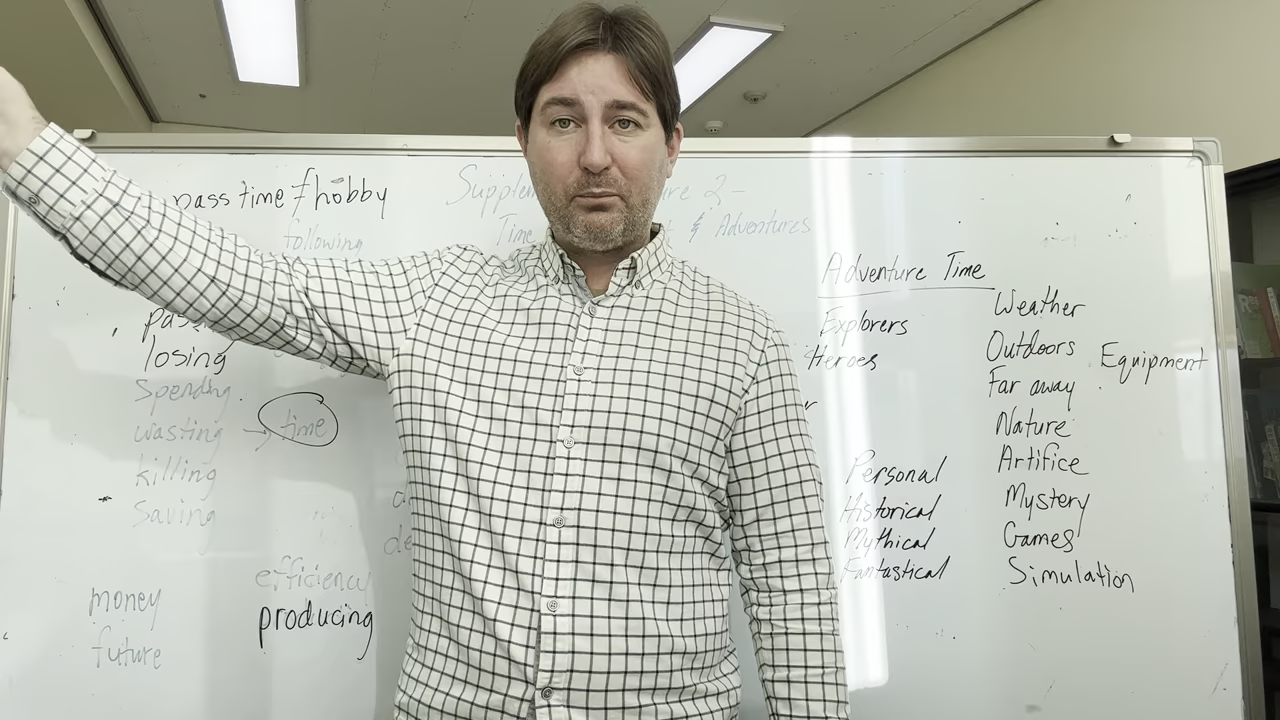 pass time ≠ hobby
following
losing
Spending
wasting → time
killing
Saving
efficiency
producing
money
future
Time & Adventures
Adventure Time
Explorers
Heroes
Personal
Historical
Mythical
Fantastical
Weather
Outdoors
Equipment
Far away
Nature
Artifice
Mystery
Games
Simulation